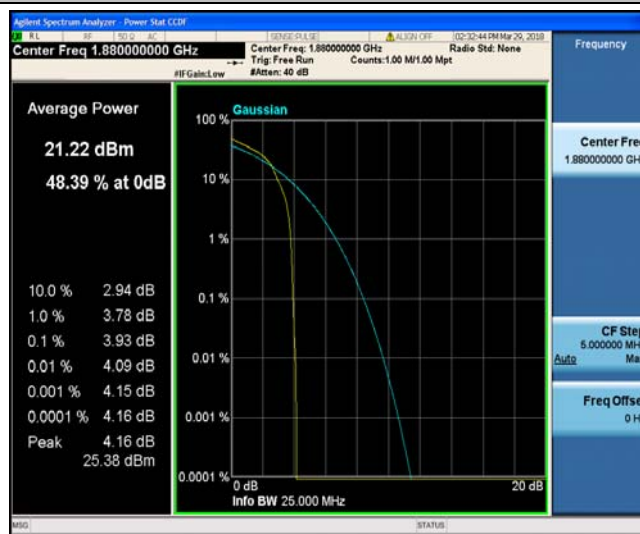 Agilent Spectrum Analyzer - Power Stat CCDF
RL RF 50 Ω AC SENSE:PULSE ALIGN OFF 02:32:44 PM Mar 29, 2018
Center Freq 1.880000000 GHz
Center Freq: 1.880000000 GHz Radio Std: None
Trig: Free Run Counts:1.00 M/1.00 Mpt
#IFGain:Low #Atten: 40 dB
Frequency
Average Power
21.22 dBm
48.39 % at 0dB
10.0 % 2.94 dB
1.0 % 3.78 dB
0.1 % 3.93 dB
0.01 % 4.09 dB
0.001 % 4.15 dB
0.0001 % 4.16 dB
Peak 4.16 dB
25.38 dBm
Gaussian
100 %
10 %
1 %
0.1 %
0.01 %
0.001 %
0.0001 %
0 dB 20 dB
Info BW 25.000 MHz
Center Fre
1.880000000 GH
CF Step
5.000000 MH
Auto Ma
Freq Offse
0 H
MSG STATUS